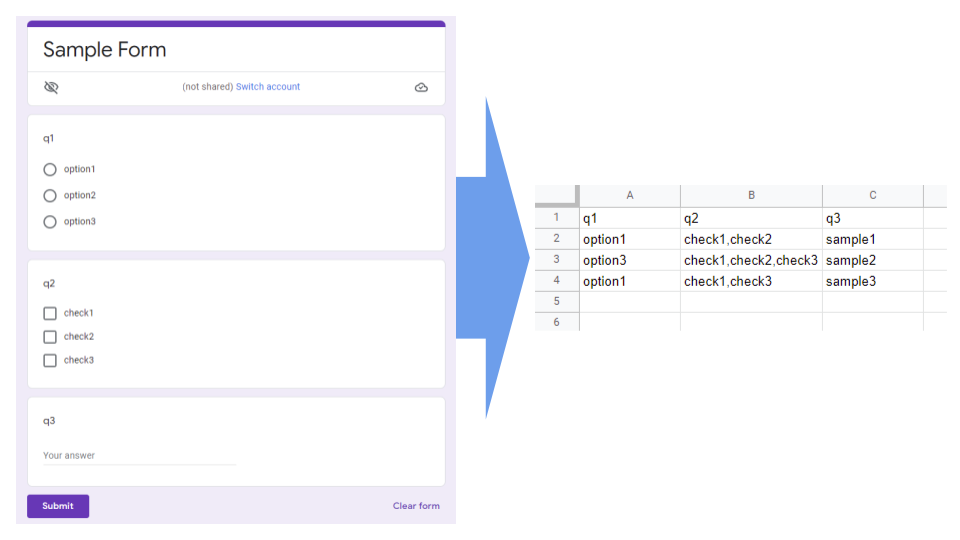 Sample Form
(not shared) Switch account
q1
option1
option2
option3
q2
check1
check2
check3
q3
Your answer
Submit Clear form
A B C
1 q1 q2 q3
2 option1 check1,check2 sample1
3 option3 check1,check2,check3 sample2
4 option1 check1,check3 sample3
5
6